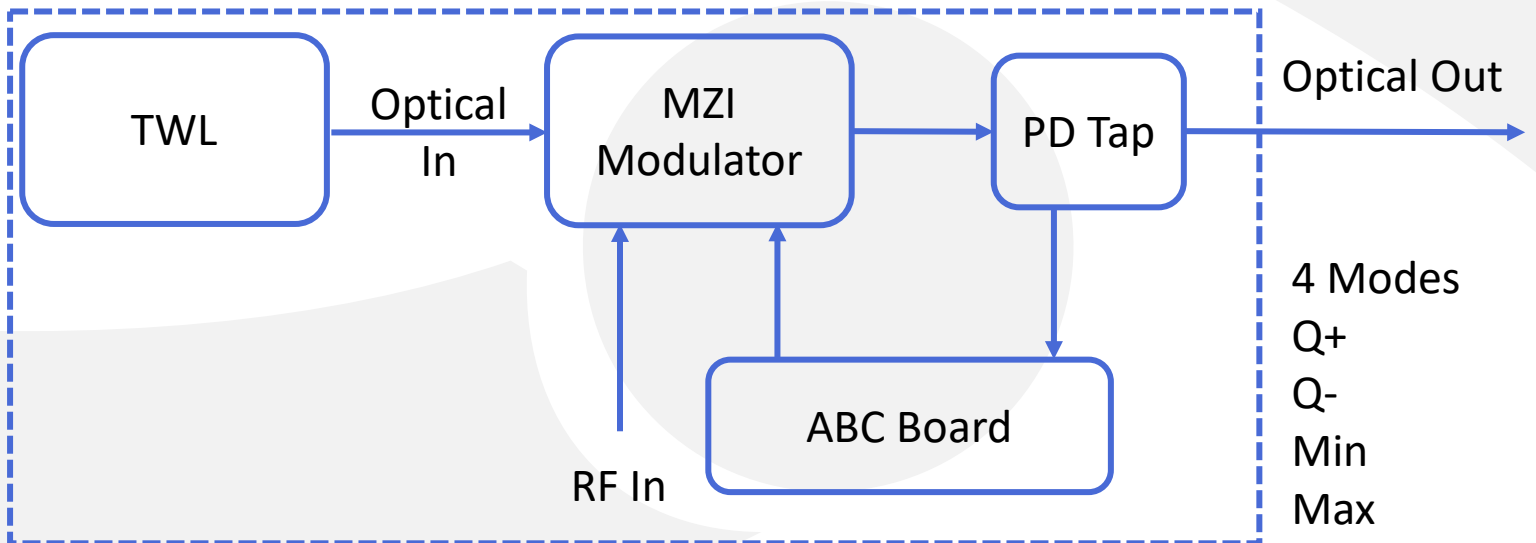 TWL
Optical
In
MZI
Modulator
PD Tap
Optical Out
ABC Board
RF In
4 Modes
Q+
Q-
Min
Max